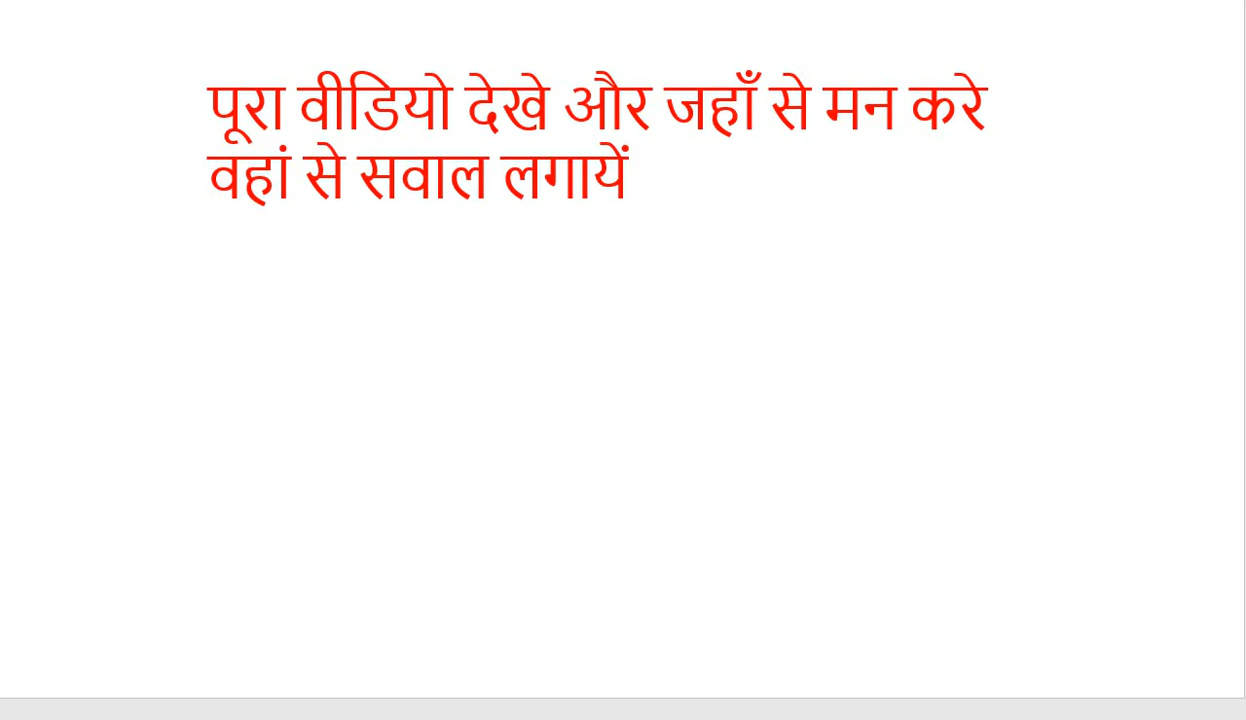 पूरा वीडियो देखे और जहाँ से मन करे
वहां से सवाल लगायें